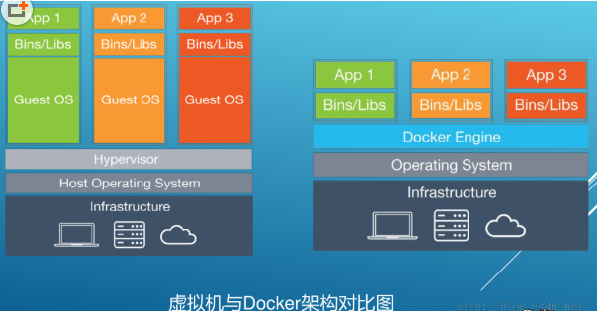 App 1 App 2 App 3
Bins/Libs Bins/Libs Bins/Libs
Guest OS Guest OS Guest OS
Hypervisor
Host Operating System
Infrastructure
App 1 App 2 App 3
Bins/Libs Bins/Libs Bins/Libs
Docker Engine
Operating System
Infrastructure
虚拟机与Docker架构对比图